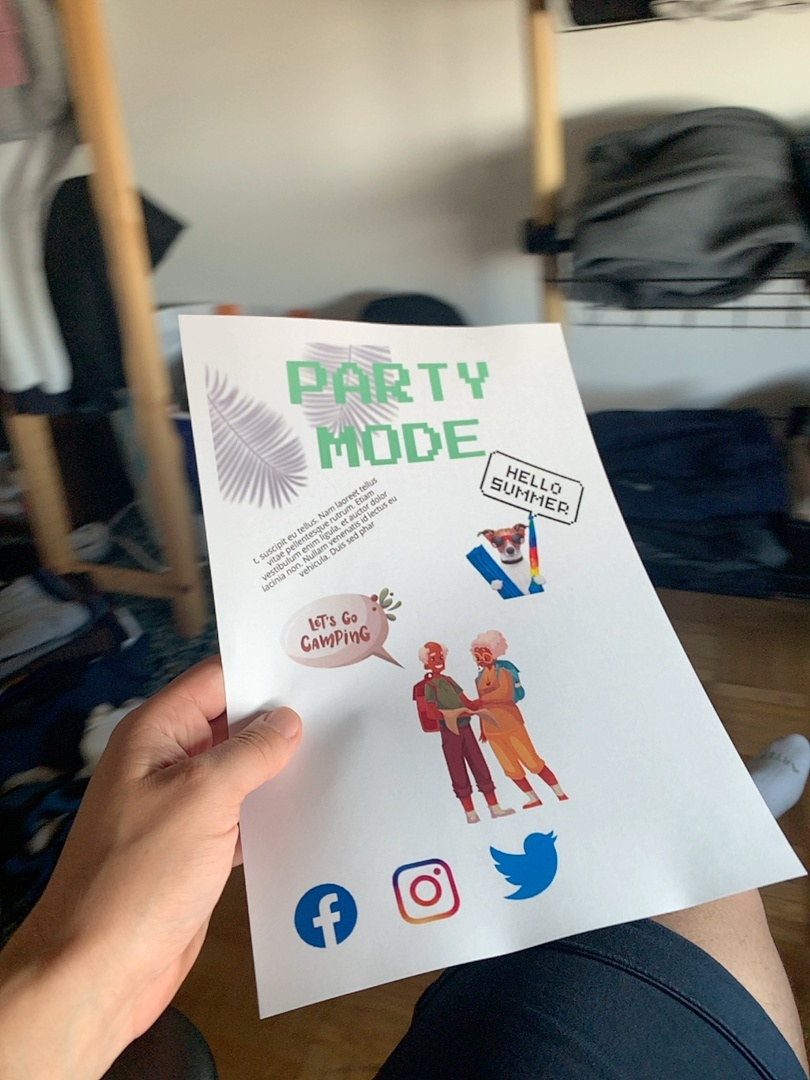 PARTY
MODE
HELLO
SUMMER
t, suscipit eu tellus. Nam laoreet tellus
vitae pellentesque rutrum. Etiam
vestibulum enim ligula, et auctor dolor
lacinia non. Nullam venenatis id lectus eu
vehicula. Duis sed phar
LET'S GO
CAMPING